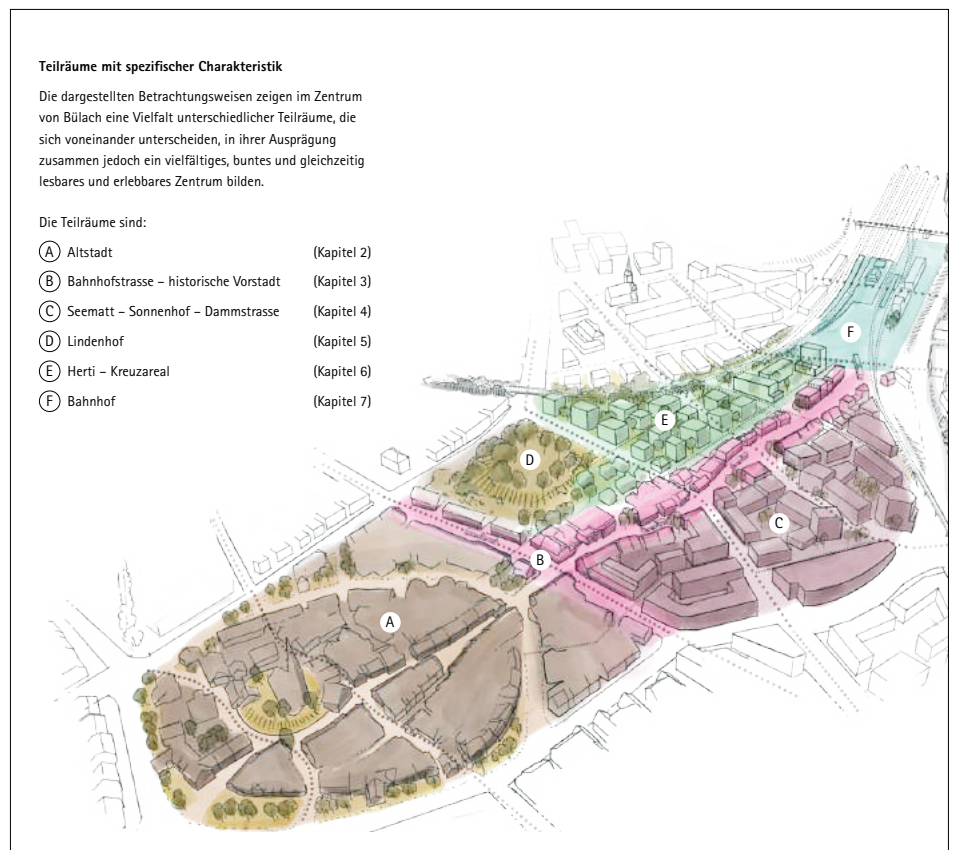 Teilräume mit spezifischer Charakteristik
Die dargestellten Betrachtungsweisen zeigen im Zentrum
von Bülach eine Vielfalt unterschiedlicher Teilräume, die
sich voneinander unterscheiden, in ihrer Ausprägung
zusammen jedoch ein vielfältiges, buntes und gleichzeitig
lesbares und erlebbares Zentrum bilden.
Die Teilräume sind:
A Altstadt (Kapitel 2)
B Bahnhofstrasse – historische Vorstadt (Kapitel 3)
C Seematt – Sonnenhof – Dammstrasse (Kapitel 4)
D Lindenhof (Kapitel 5)
E Herti – Kreuzareal (Kapitel 6)
F Bahnhof (Kapitel 7)
F
E
D
C
B
A